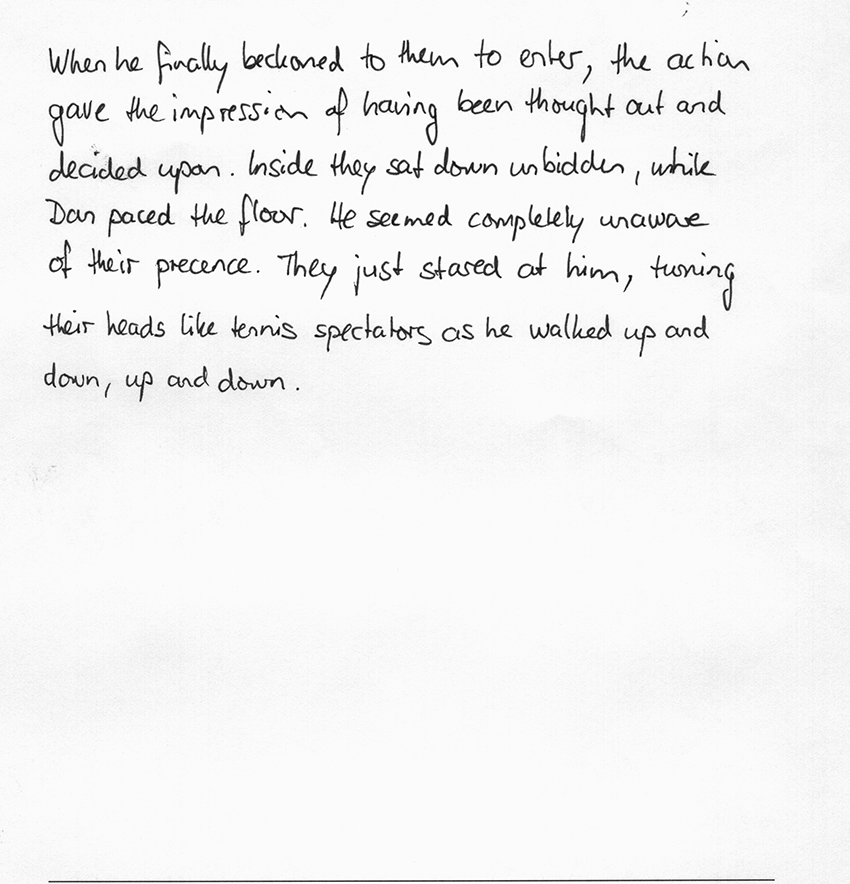 When he finally beckoned to them to enter, the action
gave the impression of having been thought out and
decided upon. Inside they sat down unbidden, while
Dan paced the floor. He seemed completely unaware
of their precence. They just stared at him, turning
their heads like tennis spectators as he walked up and
down, up and down.